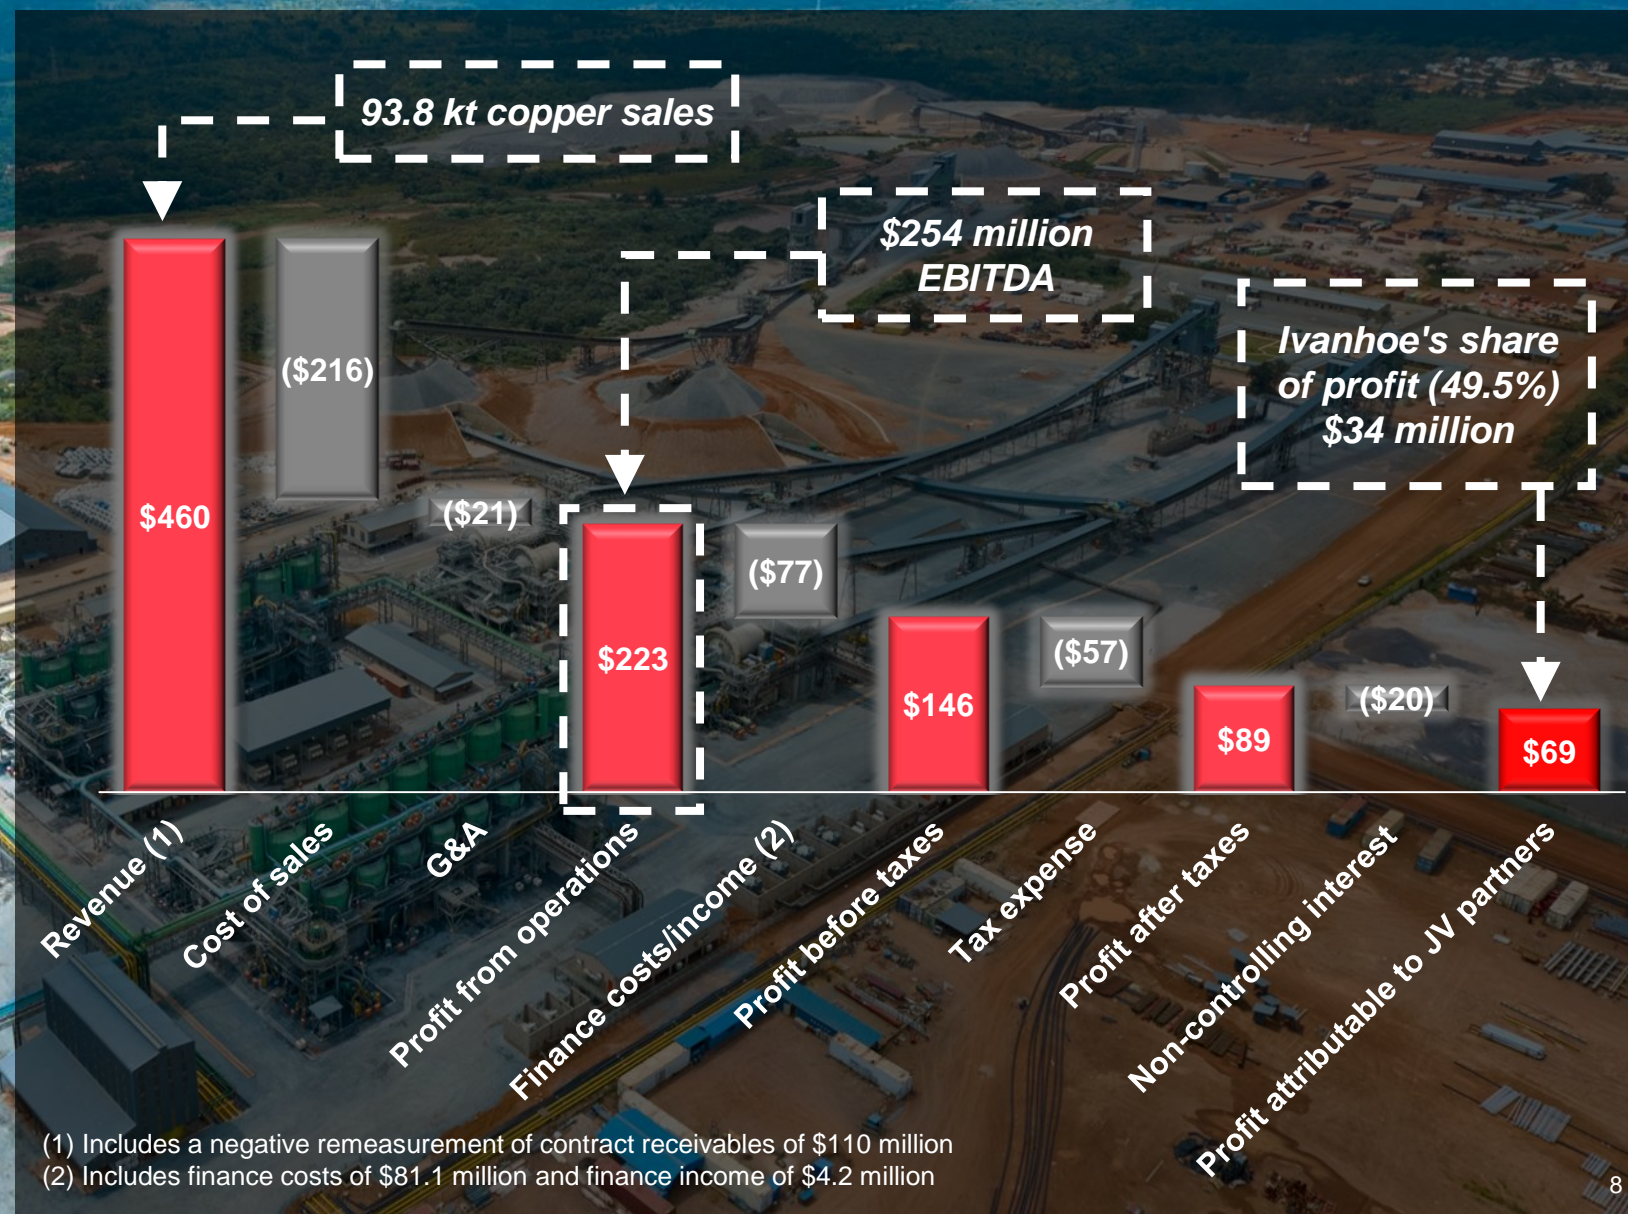 93.8 kt copper sales
$254 million
EBITDA
Ivanhoe's share
of profit (49.5%)
$34 million
$460
($216)
($21)
$223
($77)
$146
($57)
$89
($20)
$69
Revenue (1)
Cost of sales
G&A
Profit from operations
Finance costs/income (2)
Profit before taxes
Tax expense
Profit after taxes
Non-controlling interest
Profit attributable to JV partners
(1) Includes a negative remeasurement of contract receivables of $110 million
(2) Includes finance costs of $81.1 million and finance income of $4.2 million
8